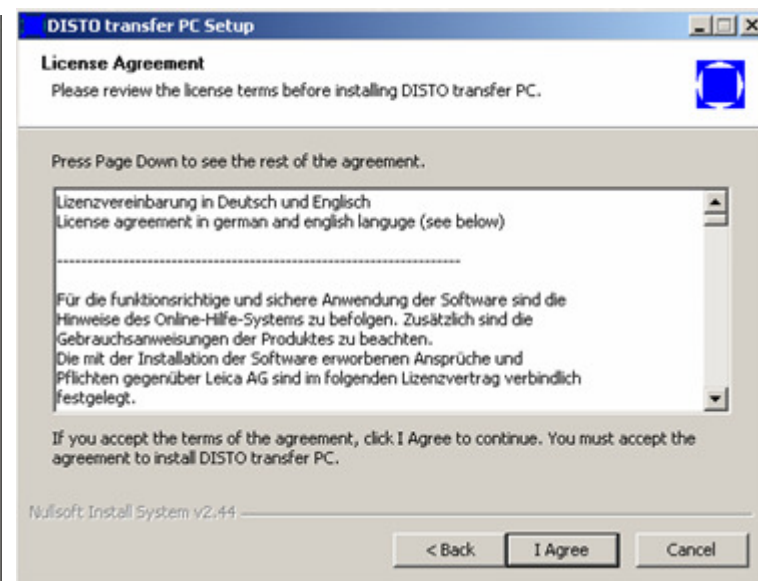 DISTO transfer PC Setup
License Agreement
Please review the license terms before installing DISTO transfer PC.
Press Page Down to see the rest of the agreement.
Lizenzvereinbarung in Deutsch und Englisch
License agreement in german and english languge (see below)
--------------------------------------------------------------------
Für die funktionsrichtige und sichere Anwendung der Software sind die
Hinweise des Online-Hilfe-Systems zu befolgen. Zusätzlich sind die
Gebrauchsanweisungen der Produktes zu beachten.
Die mit der Installation der Software erworbenen Ansprüche und
Pflichten gegenüber Leica AG sind im folgenden Lizenzvertrag verbindlich
festgelegt.
If you accept the terms of the agreement, click I Agree to continue. You must accept the
agreement to install DISTO transfer PC.
Nullsoft Install System v2.44
< Back I Agree Cancel